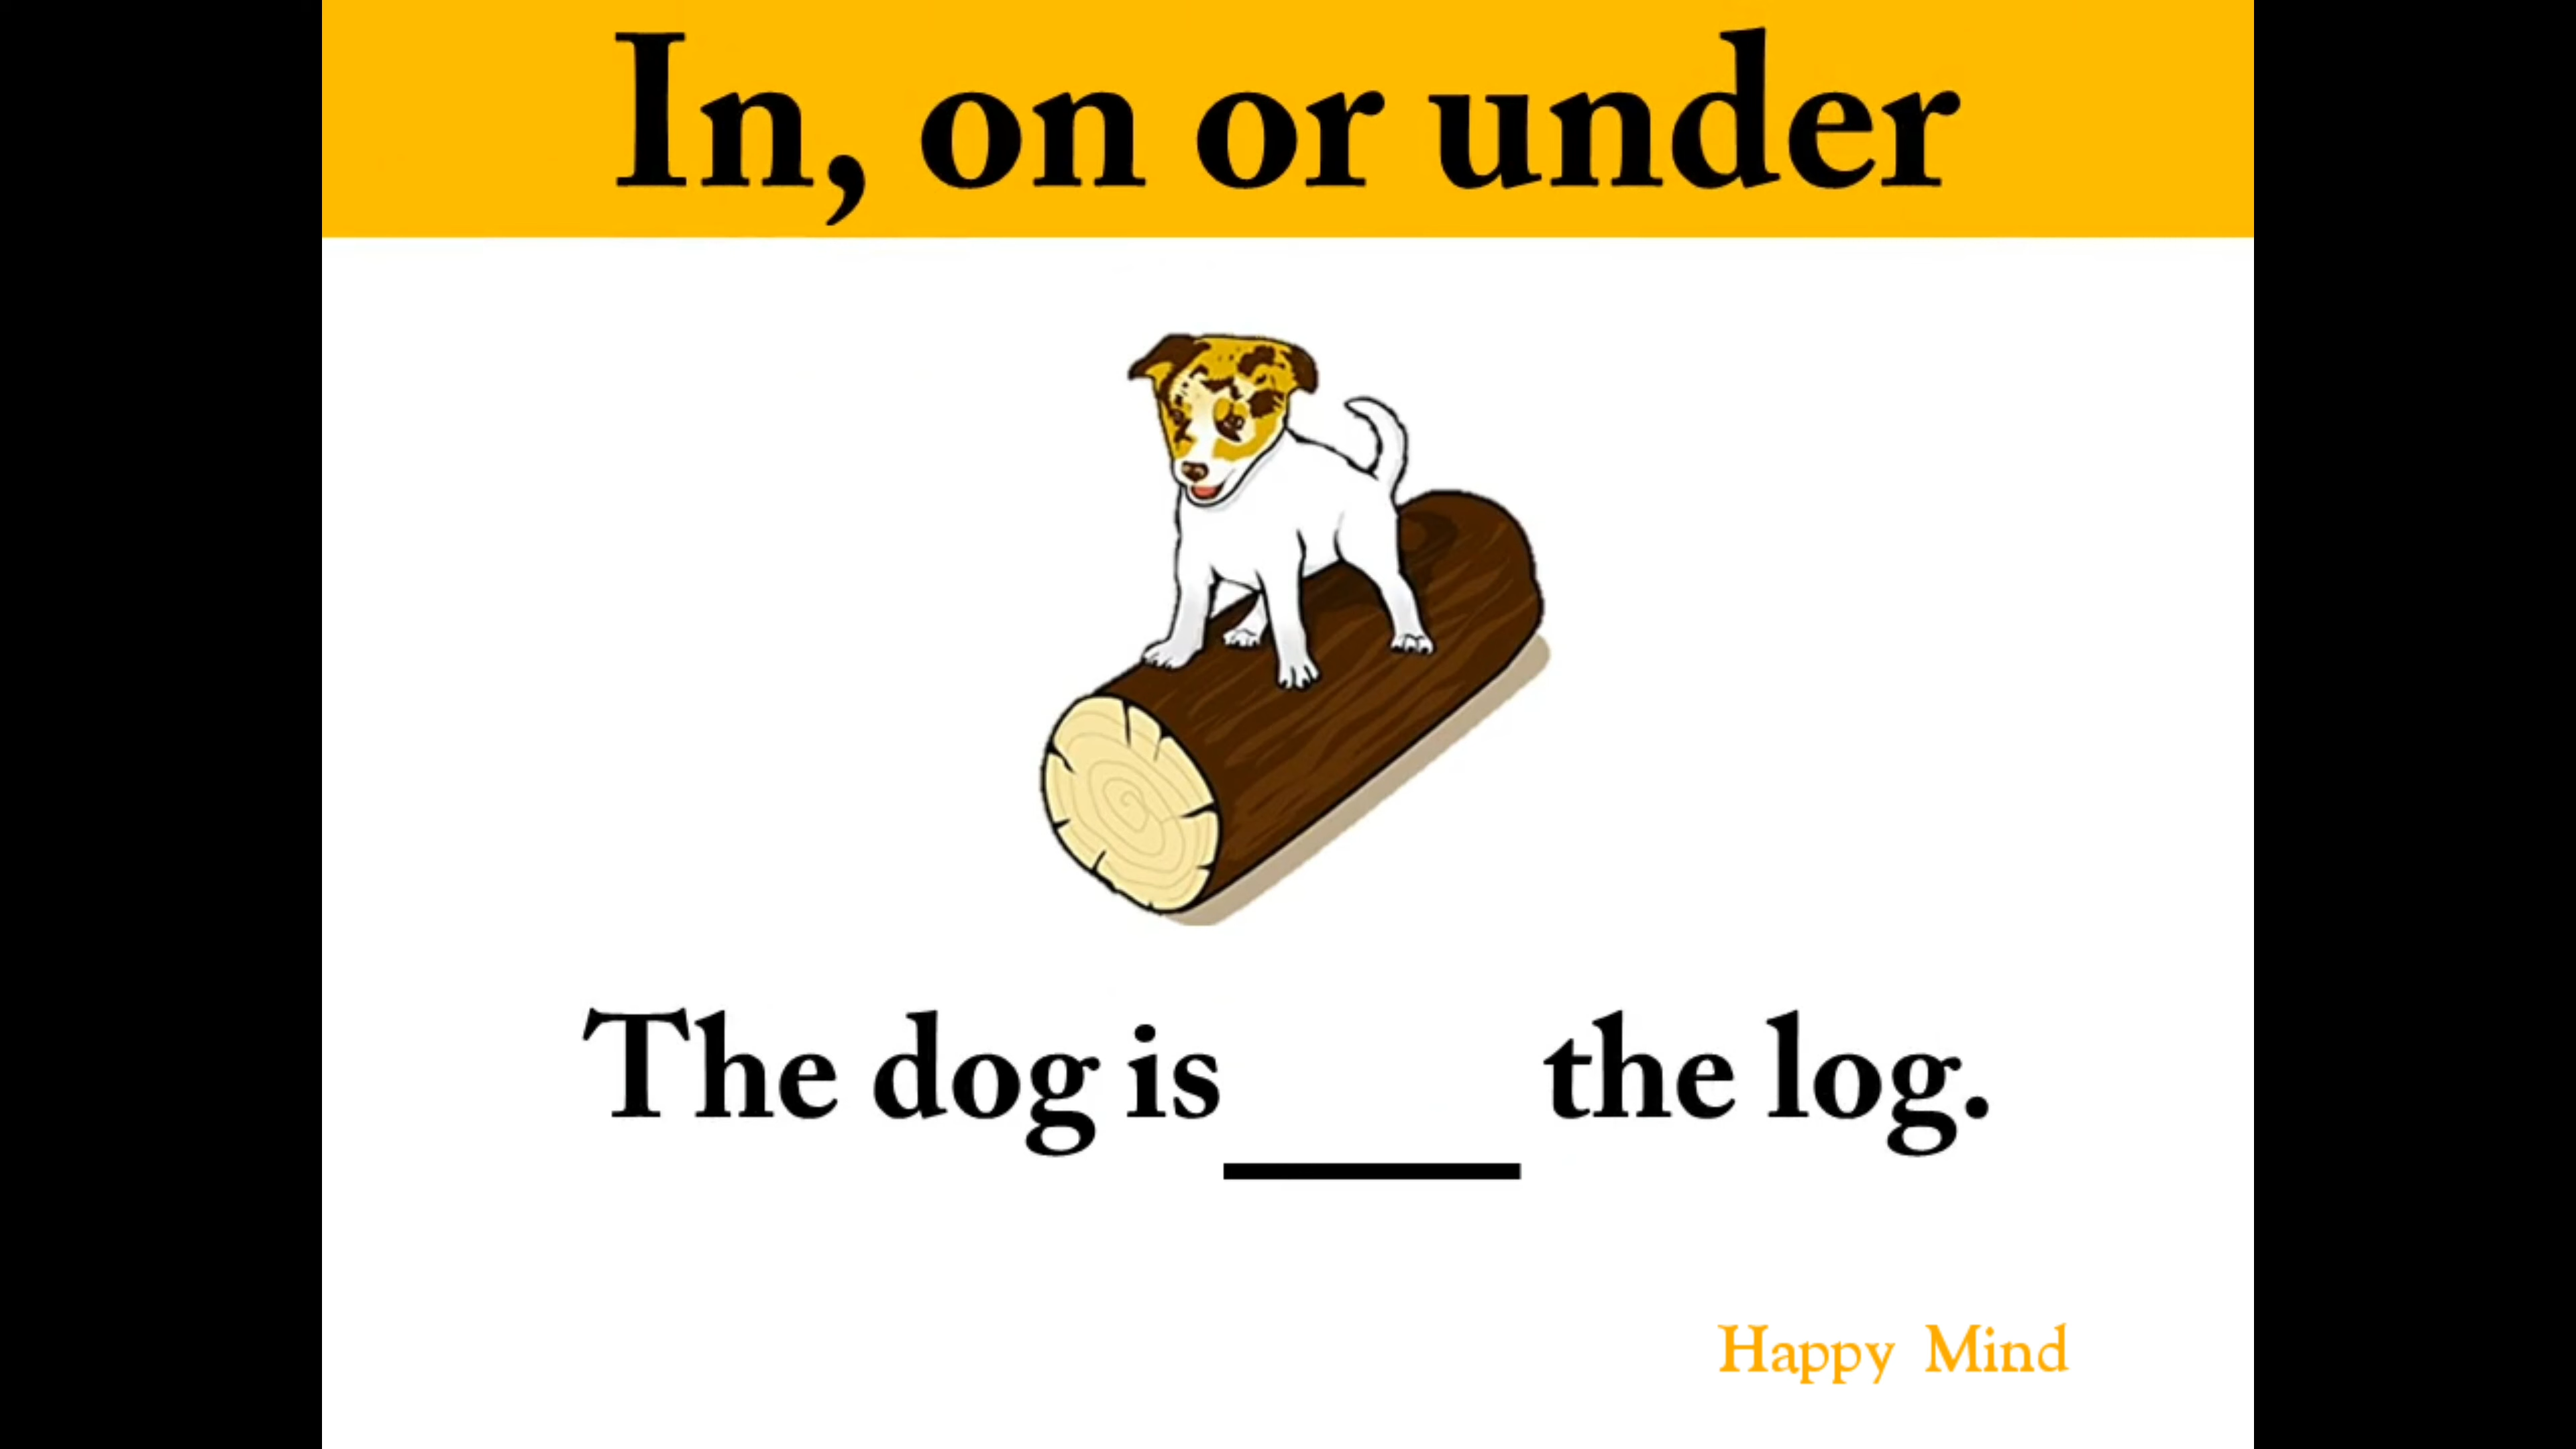 In, on or under
The dog is ____ the log.
Happy Mind